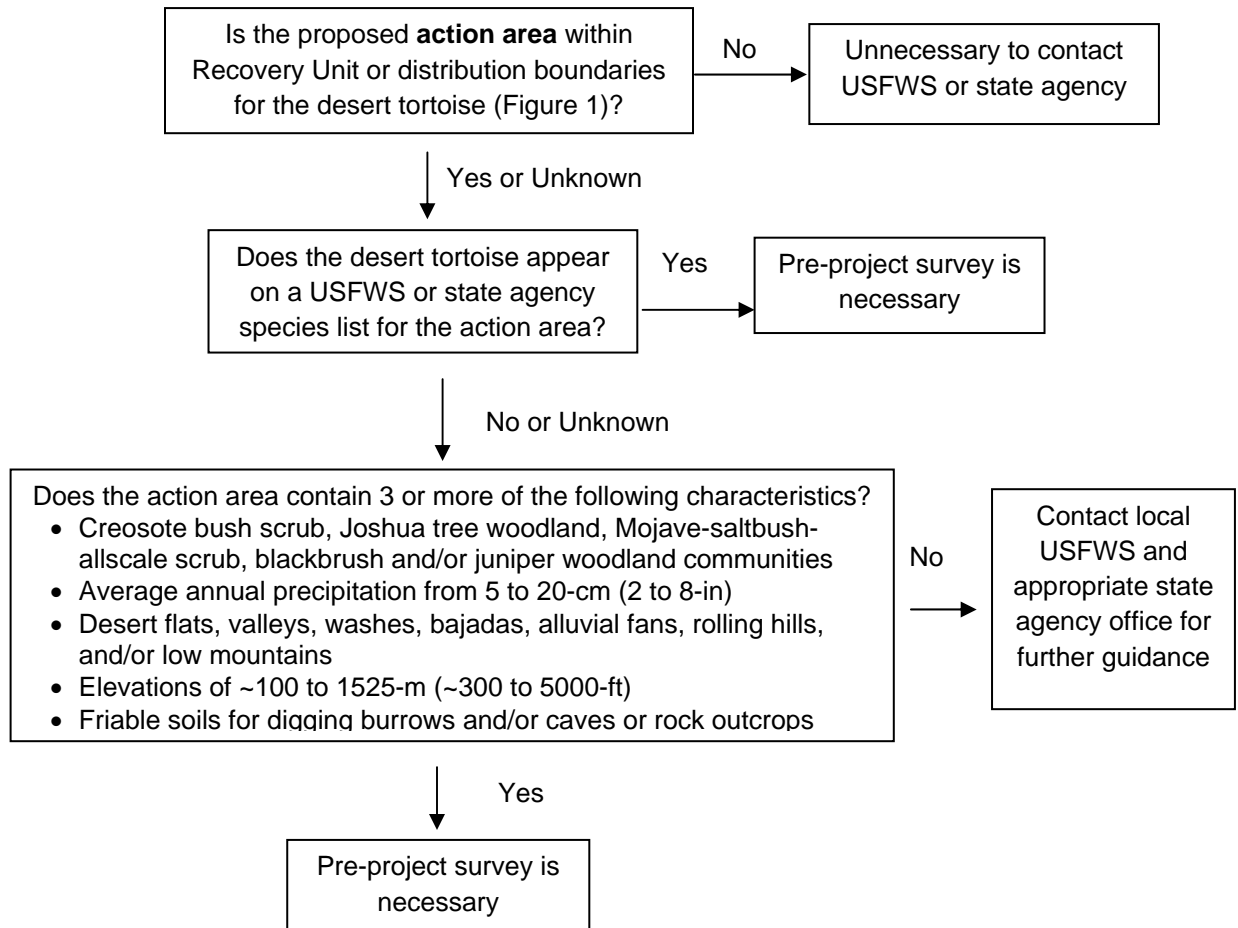 Is the proposed action area within
Recovery Unit or distribution boundaries
for the desert tortoise (Figure 1)?
No
Unnecessary to contact
USFWS or state agency
Yes or Unknown
Does the desert tortoise appear
on a USFWS or state agency
species list for the action area?
Yes
Pre-project survey is
necessary
No or Unknown
Does the action area contain 3 or more of the following characteristics?
• Creosote bush scrub, Joshua tree woodland, Mojave-saltbush-
allscale scrub, blackbrush and/or juniper woodland communities
• Average annual precipitation from 5 to 20-cm (2 to 8-in)
• Desert flats, valleys, washes, bajadas, alluvial fans, rolling hills,
and/or low mountains
• Elevations of ~100 to 1525-m (~300 to 5000-ft)
• Friable soils for digging burrows and/or caves or rock outcrops
No
Contact local
USFWS and
appropriate state
agency office for
further guidance
Yes
Pre-project survey is
necessary